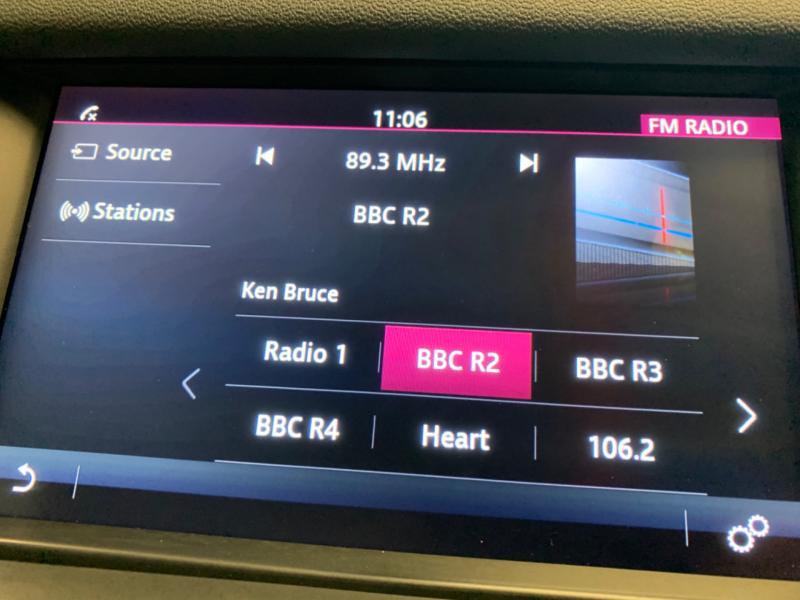 11:06
FM RADIO
Source
89.3 MHz
Stations
BBC R2
Ken Bruce
Radio 1
BBC R2
BBC R3
BBC R4
Heart
106.2